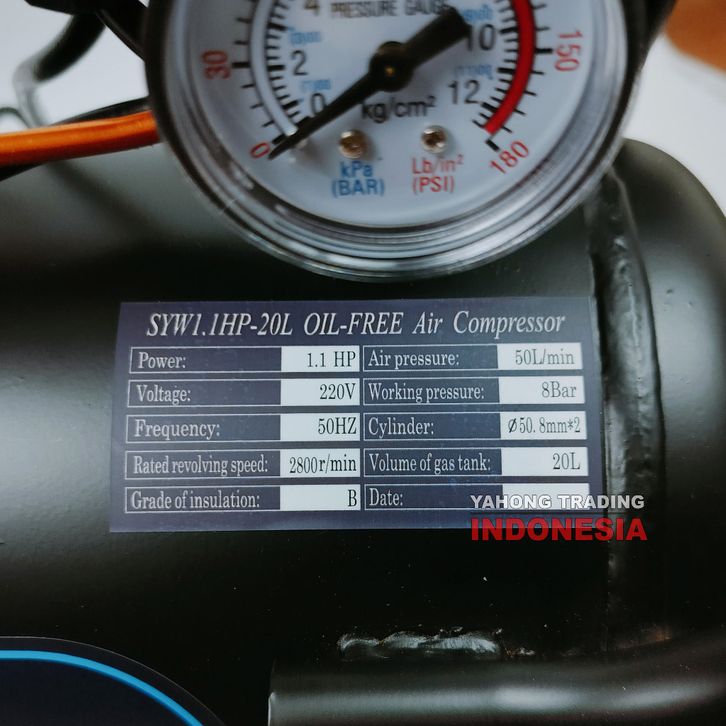 4 PRESSURE GAUGE
30
2
10
150
0
kg/cm²
12
0
180
kPa
(BAR)
Lb/in²
(PSI)
SYW1.1HP-20L OIL-FREE Air Compressor
Power: 1.1 HP Air pressure: 50L/min
Voltage: 220V Working pressure: 8Bar
Frequency: 50HZ Cylinder: Ø50.8mm*2
Rated revolving speed: 2800r/min Volume of gas tank: 20L
Grade of insulation: B Date:
YAHONG TRADING
INDONESIA